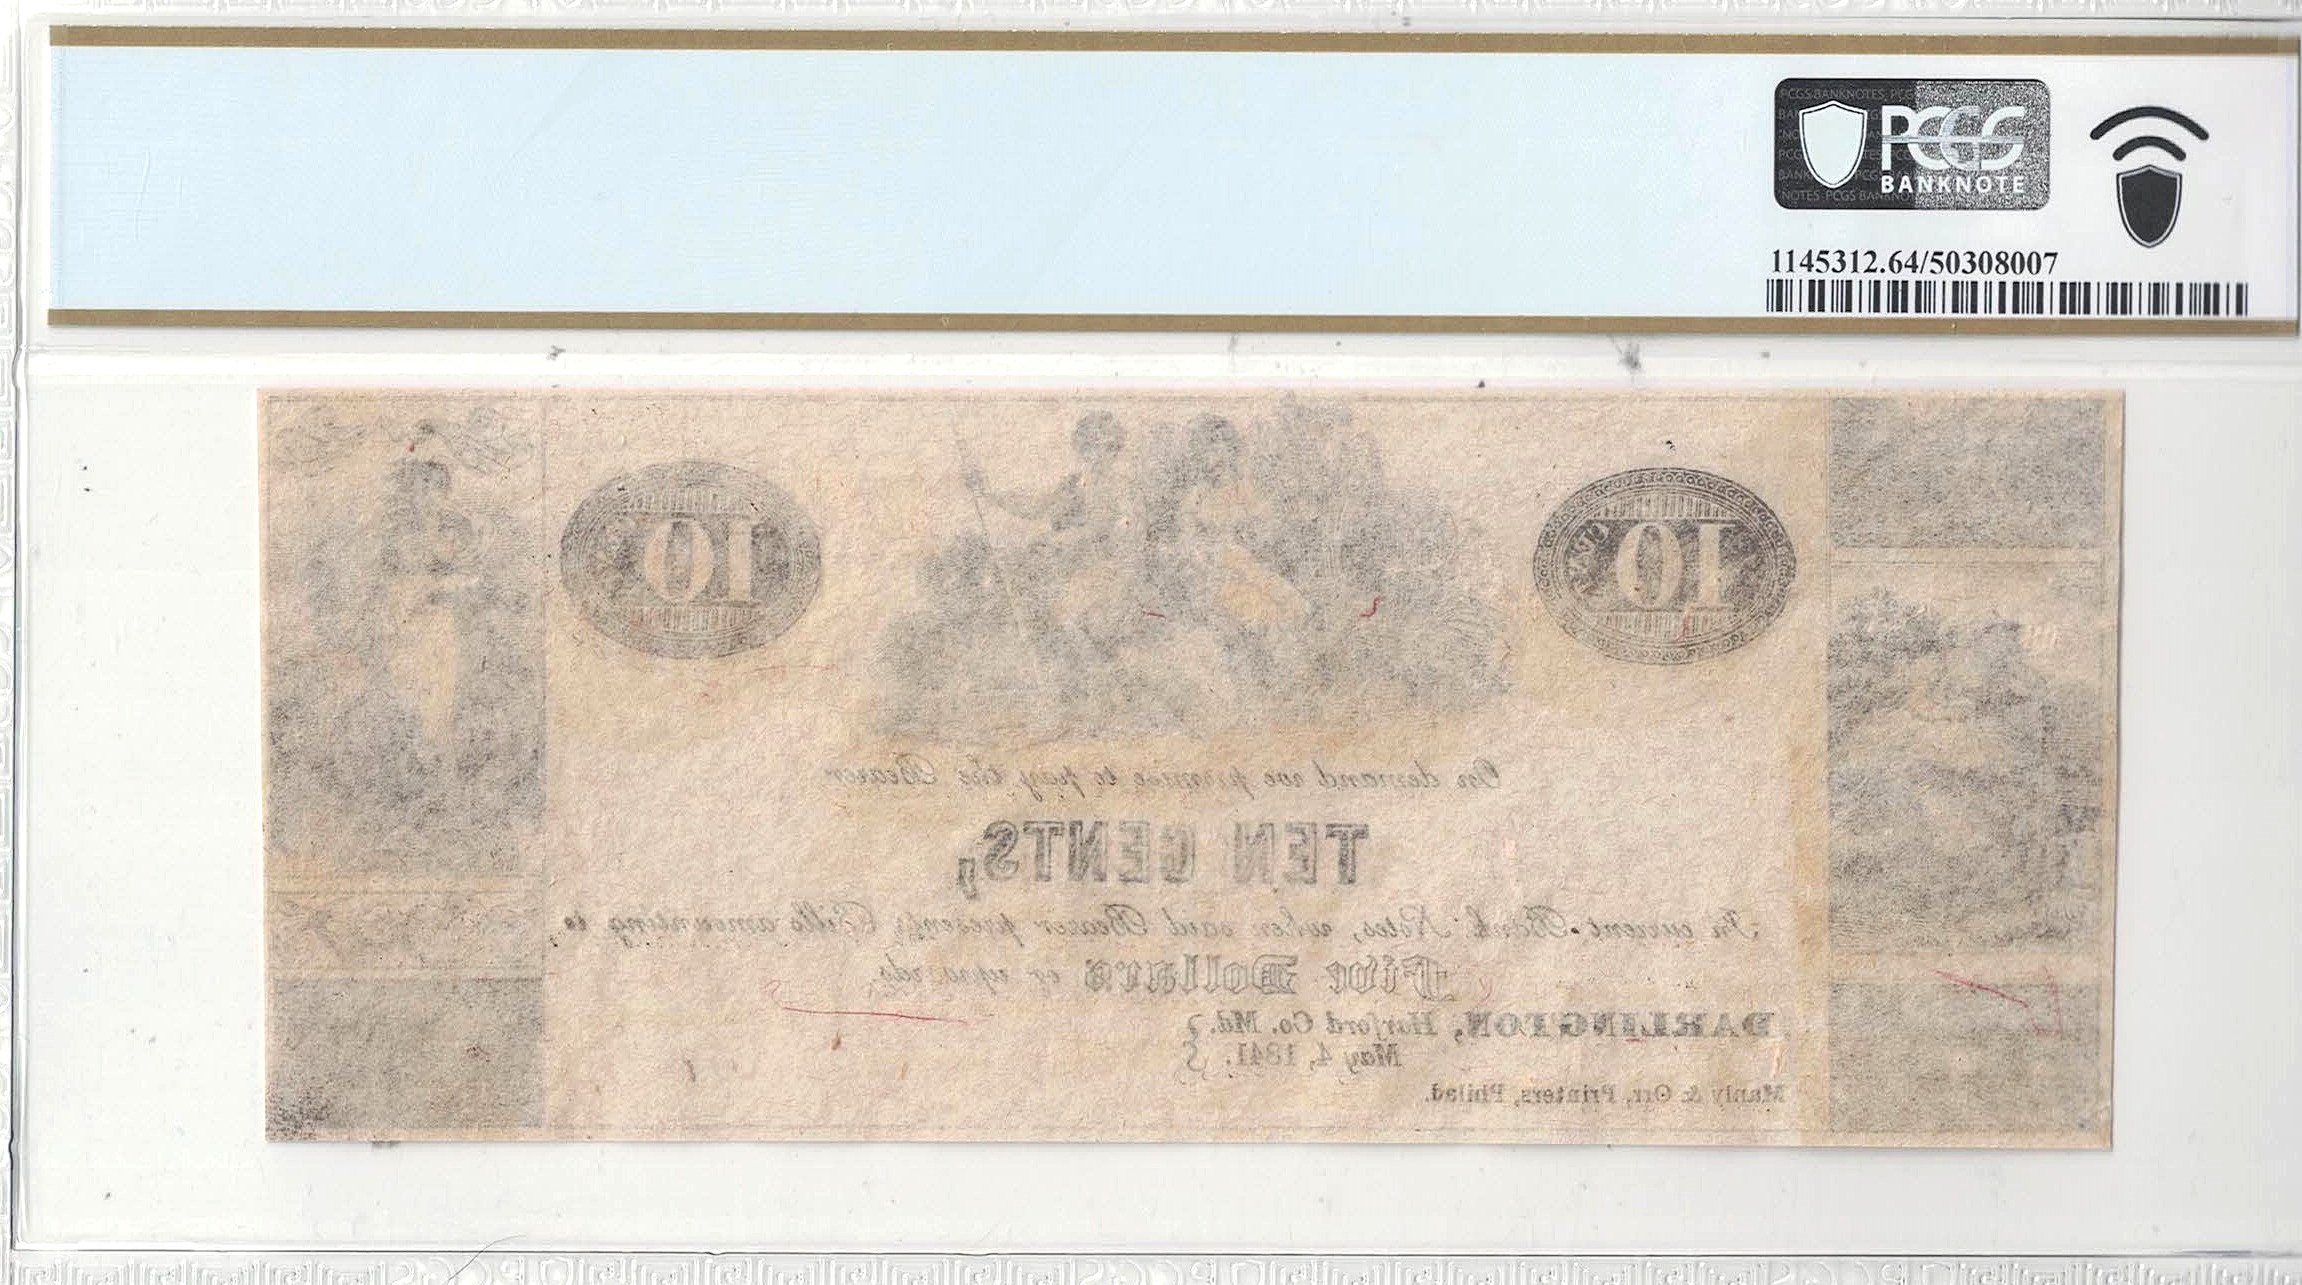 PCGS BANKNOTE
1145312.64/50308007
10 10
On demand we promise to pay the Bearer
TEN CENTS,
In current Bank Notes, when said Bearer presents Bills amounting to
Five Dollars or upwards.
DARLINGTON, Harford Co. Md.
May 4, 1841.
Manly & Orr, Printers, Philad.